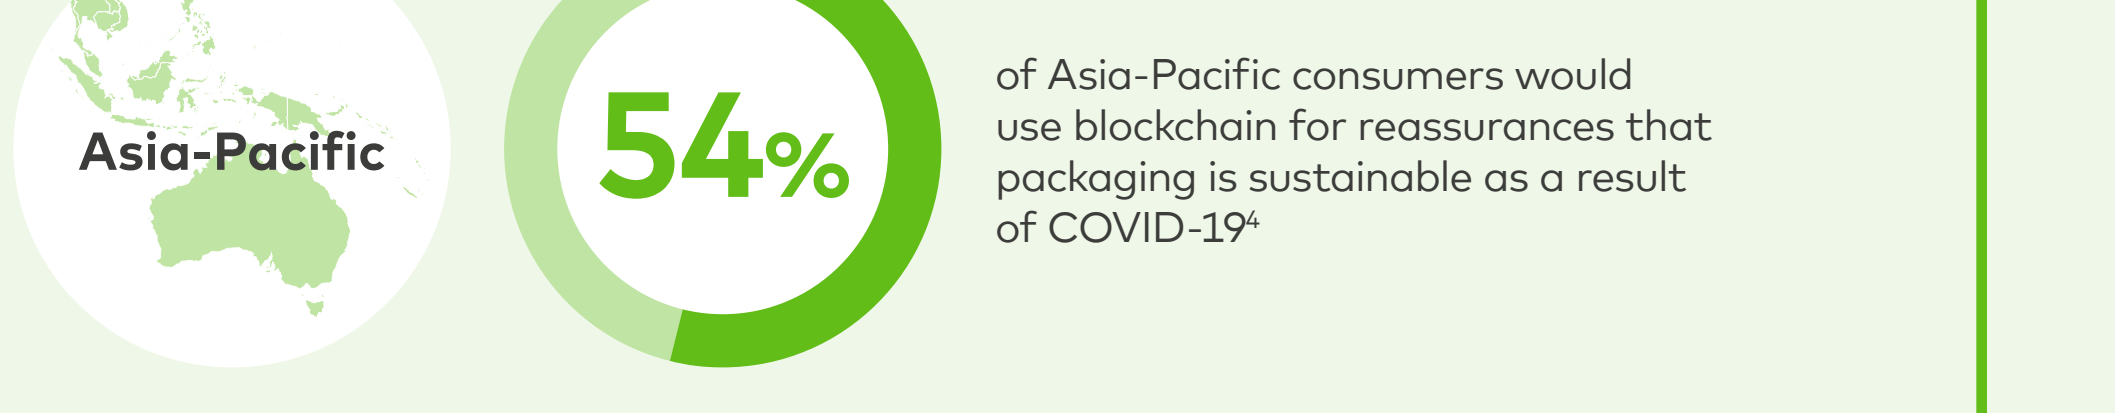 Asia-Pacific
54%
of Asia-Pacific consumers would
use blockchain for reassurances that
packaging is sustainable as a result
of COVID-19⁴